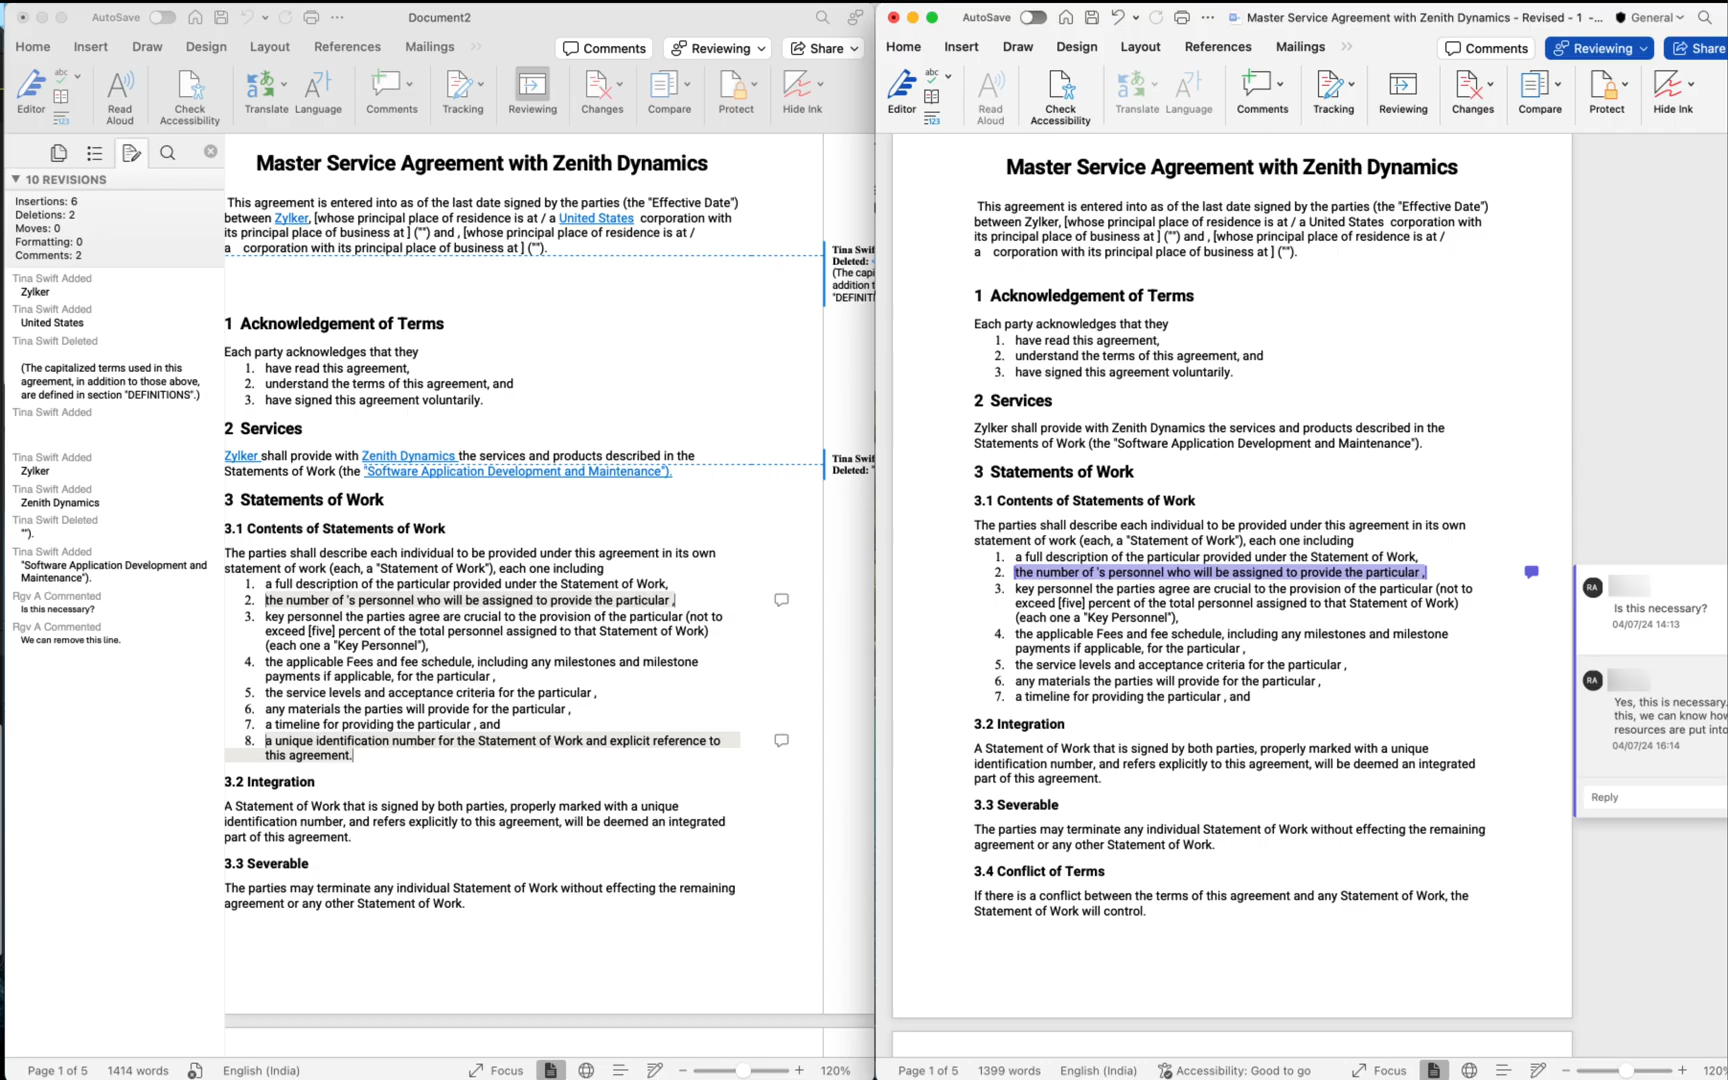 AutoSave
Document2
Home Insert Draw Design Layout References Mailings
Comments Reviewing Share
Editor
abc
123
Read Aloud
Check Accessibility
Translate Language
Comments
Tracking
Reviewing
Changes
Compare
Protect
Hide Ink
10 REVISIONS
Insertions: 6
Deletions: 2
Moves: 0
Formatting: 0
Comments: 2
Tina Swift Added
Zylker
Tina Swift Added
United States
Tina Swift Deleted
(The capitalized terms used in this
agreement, in addition to those above,
are defined in section "DEFINITIONS".)
Tina Swift Added
Tina Swift Added
Zylker
Tina Swift Added
Zenith Dynamics
Tina Swift Deleted
"").
Tina Swift Added
"Software Application Development and
Maintenance").
Rgv A Commented
Is this necessary?
Rgv A Commented
We can remove this line.
Master Service Agreement with Zenith Dynamics
This agreement is entered into as of the last date signed by the parties (the "Effective Date")
between Zylker, [whose principal place of residence is at / a United States corporation with
its principal place of business at ] ("") and , [whose principal place of residence is at /
a corporation with its principal place of business at ] ("").
Tina Swif
Deleted:
(The capi
addition t
"DEFINIT
1 Acknowledgement of Terms
Each party acknowledges that they
1. have read this agreement,
2. understand the terms of this agreement, and
3. have signed this agreement voluntarily.
2 Services
Zylker shall provide with Zenith Dynamics the services and products described in the
Statements of Work (the "Software Application Development and Maintenance").
Tina Swif
Deleted: "
3 Statements of Work
3.1 Contents of Statements of Work
The parties shall describe each individual to be provided under this agreement in its own
statement of work (each, a "Statement of Work"), each one including
1. a full description of the particular provided under the Statement of Work,
2. the number of 's personnel who will be assigned to provide the particular ,
3. key personnel the parties agree are crucial to the provision of the particular (not to
exceed [five] percent of the total personnel assigned to that Statement of Work)
(each one a "Key Personnel"),
4. the applicable Fees and fee schedule, including any milestones and milestone
payments if applicable, for the particular ,
5. the service levels and acceptance criteria for the particular ,
6. any materials the parties will provide for the particular ,
7. a timeline for providing the particular , and
8. a unique identification number for the Statement of Work and explicit reference to
this agreement.
3.2 Integration
A Statement of Work that is signed by both parties, properly marked with a unique
identification number, and refers explicitly to this agreement, will be deemed an integrated
part of this agreement.
3.3 Severable
The parties may terminate any individual Statement of Work without effecting the remaining
agreement or any other Statement of Work.
Page 1 of 5 1414 words English (India) Focus 120%
AutoSave
Master Service Agreement with Zenith Dynamics - Revised - 1 -...
General
Home Insert Draw Design Layout References Mailings
Comments Reviewing Share
Editor
abc
123
Read Aloud
Check Accessibility
Translate Language
Comments
Tracking
Reviewing
Changes
Compare
Protect
Hide Ink
Master Service Agreement with Zenith Dynamics
This agreement is entered into as of the last date signed by the parties (the "Effective Date")
between Zylker, [whose principal place of residence is at / a United States corporation with
its principal place of business at ] ("") and , [whose principal place of residence is at /
a corporation with its principal place of business at ] ("").
1 Acknowledgement of Terms
Each party acknowledges that they
1. have read this agreement,
2. understand the terms of this agreement, and
3. have signed this agreement voluntarily.
2 Services
Zylker shall provide with Zenith Dynamics the services and products described in the
Statements of Work (the "Software Application Development and Maintenance").
3 Statements of Work
3.1 Contents of Statements of Work
The parties shall describe each individual to be provided under this agreement in its own
statement of work (each, a "Statement of Work"), each one including
1. a full description of the particular provided under the Statement of Work,
2. the number of 's personnel who will be assigned to provide the particular ,
3. key personnel the parties agree are crucial to the provision of the particular (not to
exceed [five] percent of the total personnel assigned to that Statement of Work)
(each one a "Key Personnel"),
4. the applicable Fees and fee schedule, including any milestones and milestone
payments if applicable, for the particular ,
5. the service levels and acceptance criteria for the particular ,
6. any materials the parties will provide for the particular ,
7. a timeline for providing the particular , and
3.2 Integration
A Statement of Work that is signed by both parties, properly marked with a unique
identification number, and refers explicitly to this agreement, will be deemed an integrated
part of this agreement.
3.3 Severable
The parties may terminate any individual Statement of Work without effecting the remaining
agreement or any other Statement of Work.
3.4 Conflict of Terms
If there is a conflict between the terms of this agreement and any Statement of Work, the
Statement of Work will control.
RA
Is this necessary?
04/07/24 14:13
RA
Yes, this is necessary.
this, we can know how
resources are put into
04/07/24 16:14
Reply
Page 1 of 5 1399 words English (India) Accessibility: Good to go Focus 120%